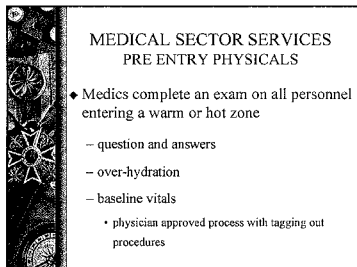 MEDICAL SECTOR SERVICES
PRE ENTRY PHYSICALS
◆ Medics complete an exam on all personnel
entering a warm or hot zone
– question and answers
– over-hydration
– baseline vitals
• physician approved process with tagging out
procedures